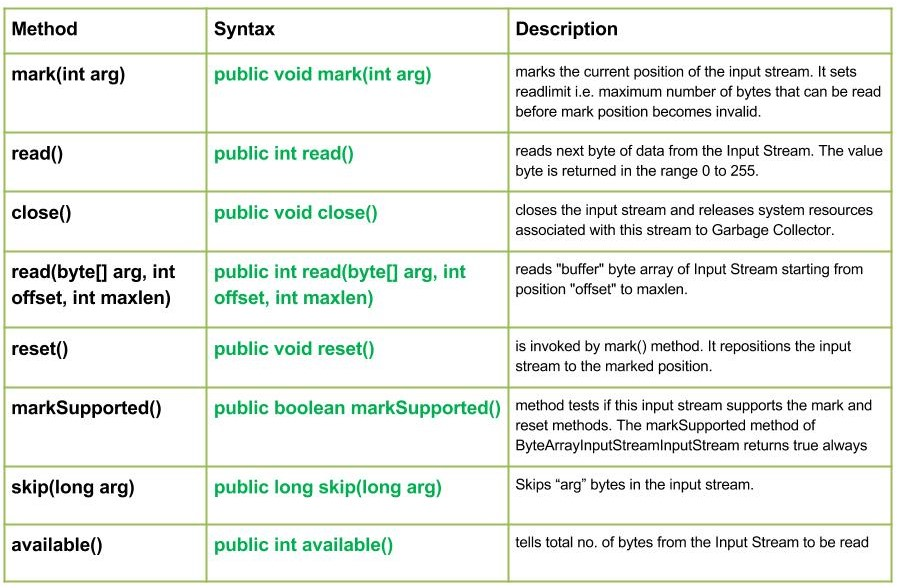 Method Syntax Description
mark(int arg) public void mark(int arg) marks the current position of the input stream. It sets
readlimit i.e. maximum number of bytes that can be read
before mark position becomes invalid.
read() public int read() reads next byte of data from the Input Stream. The value
byte is returned in the range 0 to 255.
close() public void close() closes the input stream and releases system resources
associated with this stream to Garbage Collector.
read(byte[] arg, int public int read(byte[] arg, int reads "buffer" byte array of Input Stream starting from
offset, int maxlen) offset, int maxlen) position "offset" to maxlen.
reset() public void reset() is invoked by mark() method. It repositions the input
stream to the marked position.
markSupported() public boolean markSupported() method tests if this input stream supports the mark and
reset methods. The markSupported method of
ByteArrayInputStreamInputStream returns true always
skip(long arg) public long skip(long arg) Skips “arg” bytes in the input stream.
available() public int available() tells total no. of bytes from the Input Stream to be read